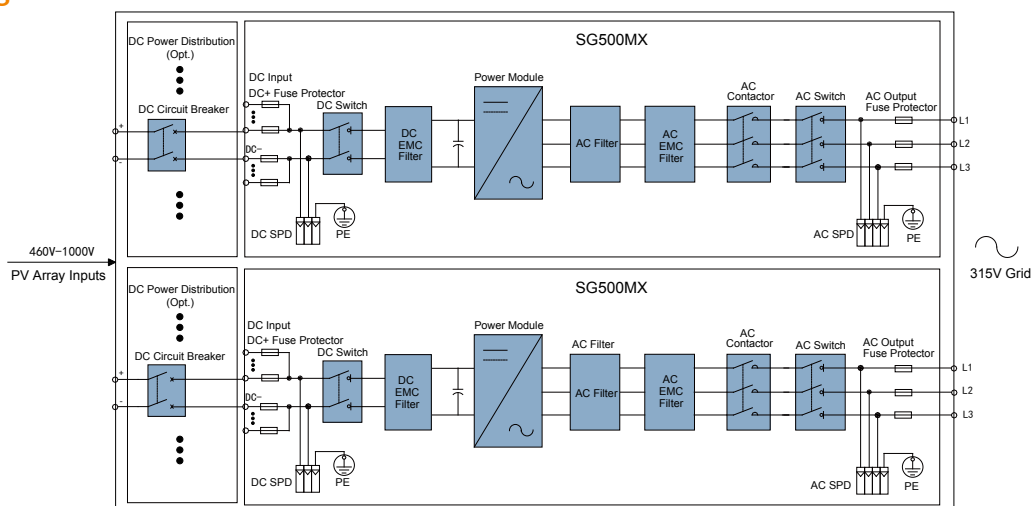 SG500MX
DC Power Distribution
(Opt.)
DC Circuit Breaker
+
-
DC Input
DC+ Fuse Protector
DC-
DC Switch
DC SPD
PE
DC
EMC
Filter
Power Module
AC Filter
AC
EMC
Filter
AC
Contactor
AC Switch
AC Output
Fuse Protector
L1
L2
L3
AC SPD
PE
460V-1000V
PV Array Inputs
315V Grid
SG500MX
DC Power Distribution
(Opt.)
DC Circuit Breaker
+
-
DC Input
DC+ Fuse Protector
DC-
DC Switch
DC SPD
PE
DC
EMC
Filter
Power Module
AC Filter
AC Filter
AC
EMC
Filter
AC
Contactor
AC Switch
AC Output
Fuse Protector
L1
L2
L3
AC SPD
PE